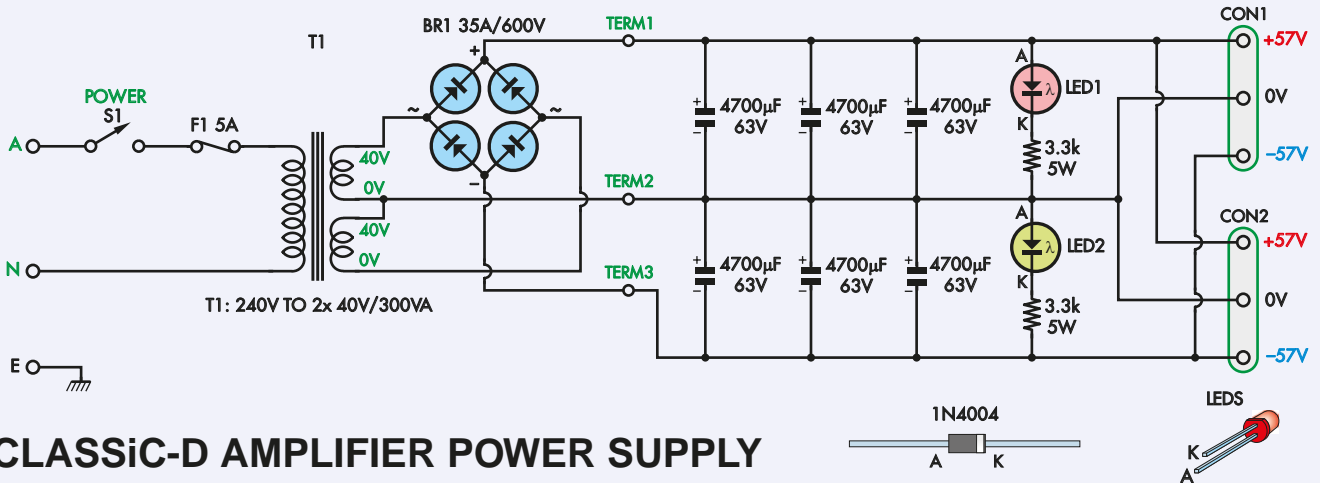 T1
BR1 35A/600V
TERM1
CON1
+57V
0V
−57V
+
~
~
−
POWER
S1
F1 5A
A
N
E
40V
0V
40V
0V
TERM2
TERM3
T1: 240V TO 2x 40V/300VA
+
4700µF
63V
−
+
4700µF
63V
−
+
4700µF
63V
−
A
λ
LED1
K
3.3k
5W
+
4700µF
63V
−
+
4700µF
63V
−
+
4700µF
63V
−
A
λ
LED2
K
3.3k
5W
CON2
+57V
0V
−57V
CLASSiC-D AMPLIFIER POWER SUPPLY
1N4004
A K
LEDS
K
A